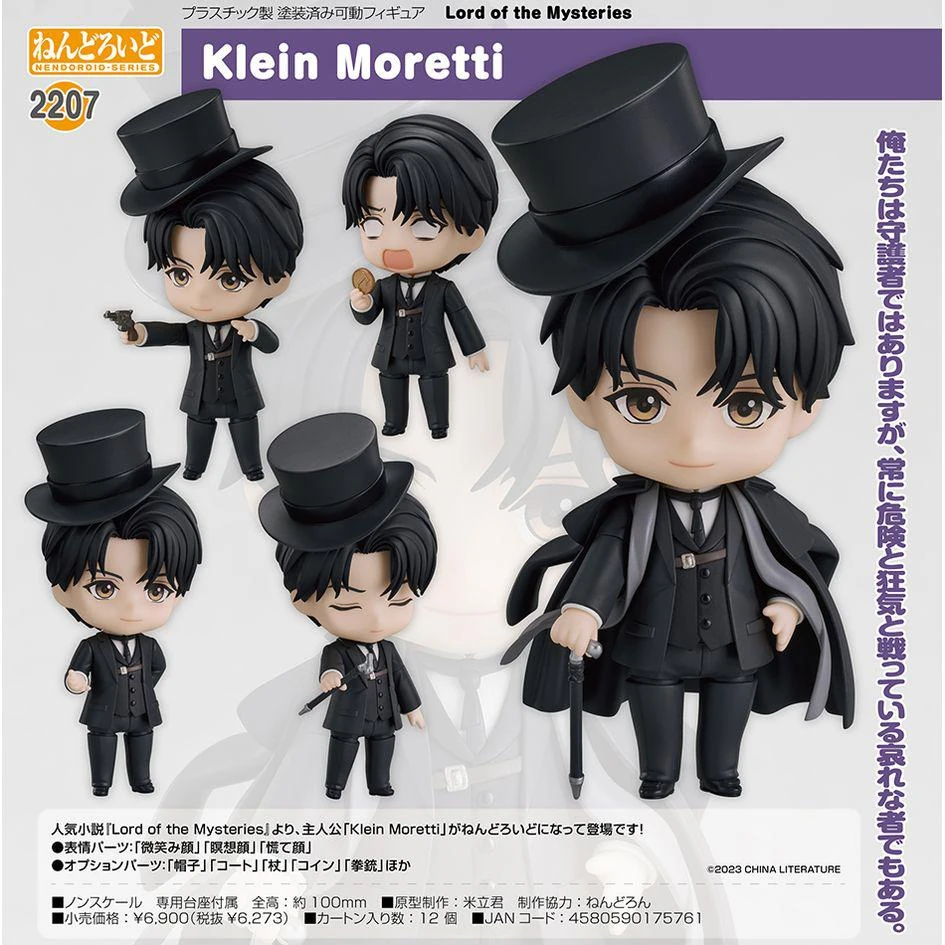 プラスチック製 塗装済み可動フィギュア Lord of the Mysteries
ねんどろいど
NENDOROID-SERIES
2207
Klein Moretti
俺たちは守護者ではありますが、常に危険と狂気と戦っている哀れな者でもある。
人気小説『Lord of the Mysteries』より、主人公「Klein Moretti」がねんどろいどになって登場です!
●表情パーツ:「微笑み顔」「瞑想顔」「慌て顔」
●オプションパーツ:「帽子」「コート」「杖」「コイン」「拳銃」ほか
©2023 CHINA LITERATURE
■ノンスケール 専用台座付属 全高:約100mm ■原型制作:米立君 制作協力:ねんどろん
■小売価格:¥6,900(税抜 ¥6,273) ■カートン入り数:12 個 ■JANコード:4580590175761